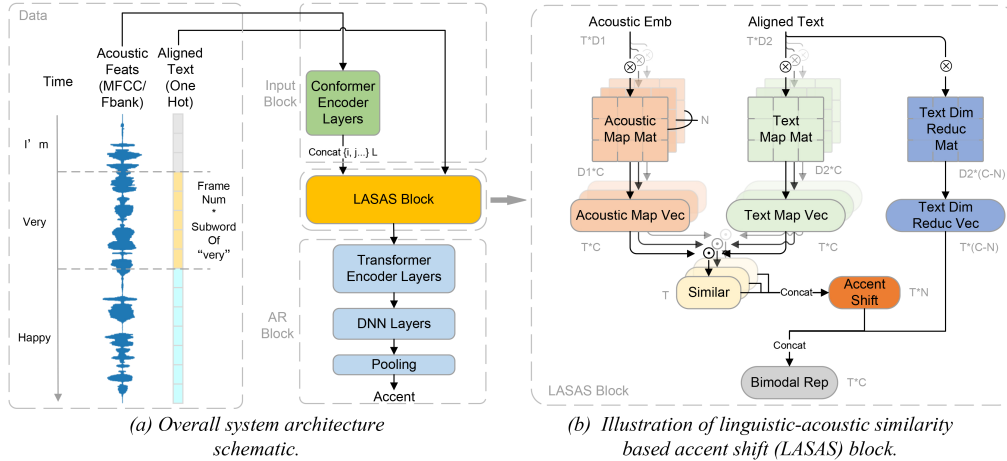 Data
Time
Acoustic
Feats
(MFCC/
Fbank)
Aligned
Text
(One
Hot)
I'm
Very
Happy
Frame
Num
*
Subword
Of
“very”
Input
Block
Conformer
Encoder
Layers
Concat {i, j...} L
LASAS Block
Transformer
Encoder Layers
AR
Block
DNN Layers
Pooling
Accent
(a) Overall system architecture
schematic.
Acoustic Emb
Aligned Text
T*D1
T*D2
Acoustic
Map Mat
N
Text
Map Mat
Text Dim
Reduc
Mat
D1*C
D2*C
D2*(C-N)
Acoustic Map Vec
Text Map Vec
Text Dim
Reduc Vec
T*C
T*C
T*(C-N)
T
Similar
Concat
Accent
Shift
T*N
Concat
Bimodal Rep
T*C
LASAS Block
(b) Illustration of linguistic-acoustic similarity
based accent shift (LASAS) block.